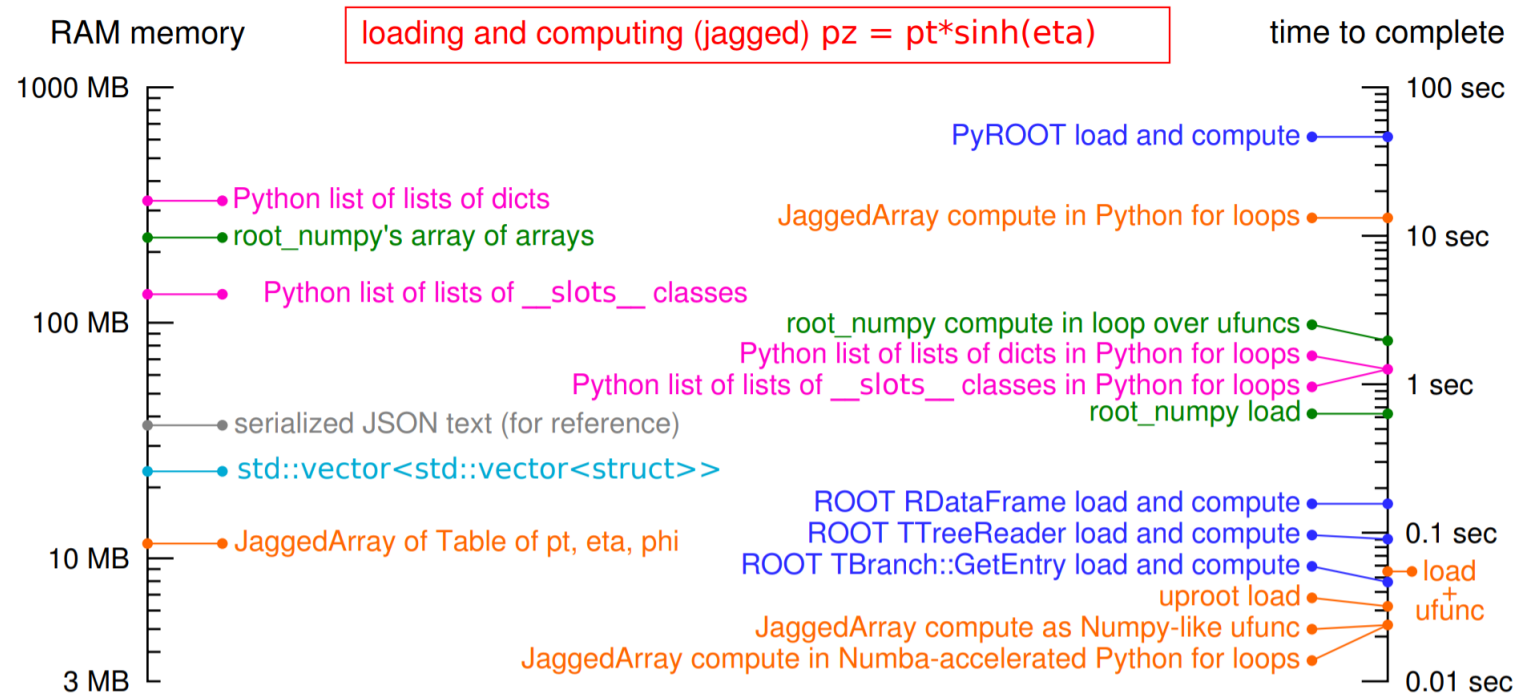 RAM memory
loading and computing (jagged) pz = pt*sinh(eta)
time to complete
1000 MB
100 MB
10 MB
3 MB
Python list of lists of dicts
root_numpy's array of arrays
Python list of lists of __slots__ classes
serialized JSON text (for reference)
std::vector<std::vector<struct>>
JaggedArray of Table of pt, eta, phi
PyROOT load and compute
JaggedArray compute in Python for loops
root_numpy compute in loop over ufuncs
Python list of lists of dicts in Python for loops
Python list of lists of __slots__ classes in Python for loops
root_numpy load
ROOT RDataFrame load and compute
ROOT TTreeReader load and compute
ROOT TBranch::GetEntry load and compute
uproot load
JaggedArray compute as Numpy-like ufunc
JaggedArray compute in Numba-accelerated Python for loops
100 sec
10 sec
1 sec
0.1 sec
load
+
ufunc
0.01 sec